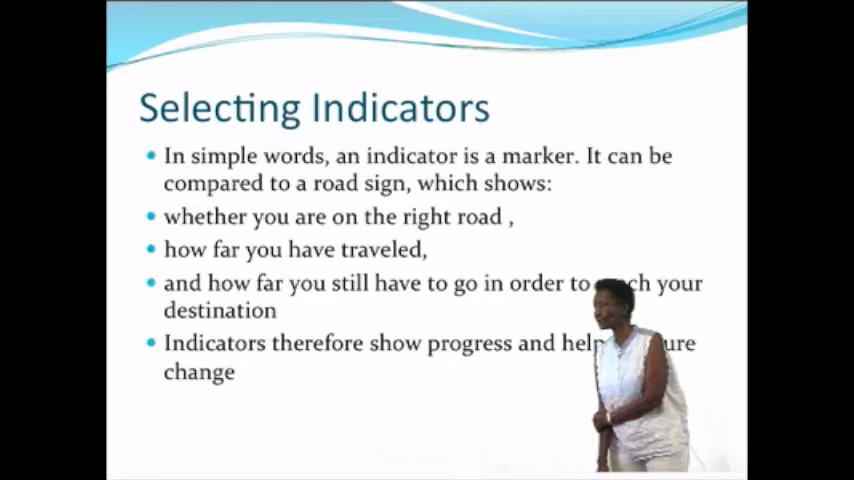 Selecting Indicators
In simple words, an indicator is a marker. It can be
compared to a road sign, which shows:
whether you are on the right road ,
how far you have traveled,
and how far you still have to go in order to your
destination
Indicators therefore show progress and help
change